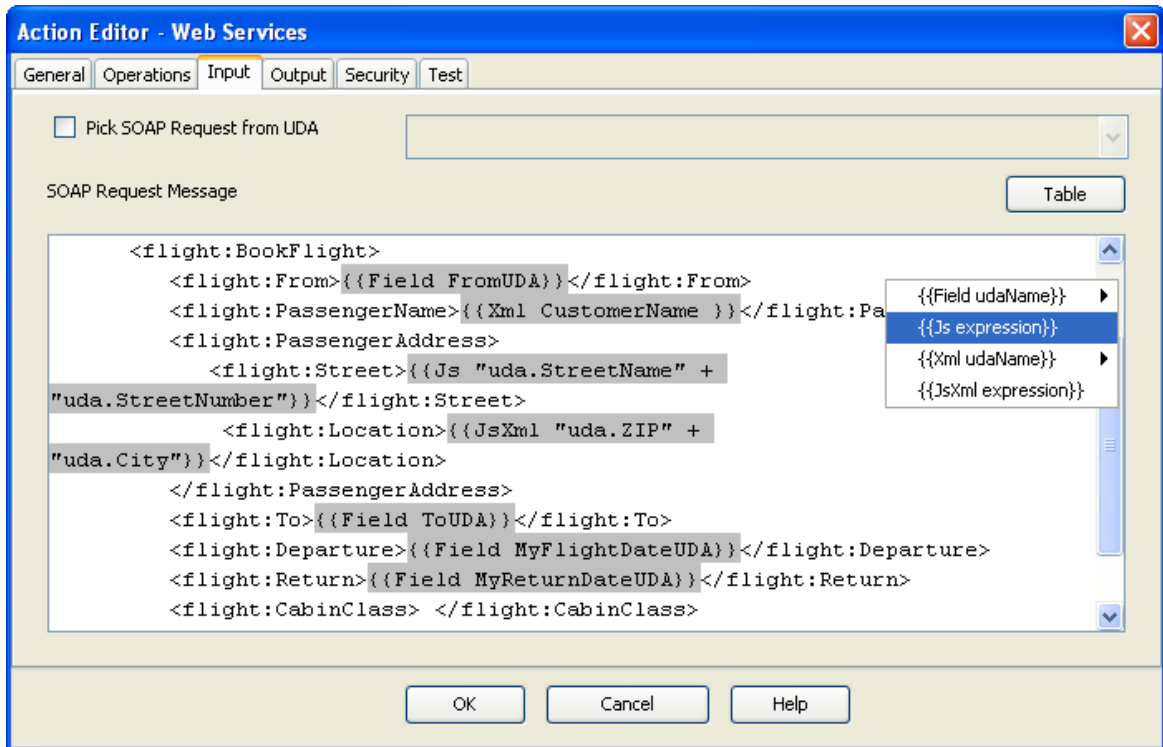 Action Editor - Web Services
General Operations Input Output Security Test
Pick SOAP Request from UDA
SOAP Request Message
Table
<flight:BookFlight>
<flight:From>{{Field FromUDA}}</flight:From>
<flight:PassengerName>{{Xml CustomerName }}</flight:Pa
<flight:PassengerAddress>
<flight:Street>{{Js "uda.StreetName" +
"uda.StreetNumber"}}</flight:Street>
<flight:Location>{{JsXml "uda.ZIP" +
"uda.City"}}</flight:Location>
</flight:PassengerAddress>
<flight:To>{{Field ToUDA}}</flight:To>
<flight:Departure>{{Field MyFlightDateUDA}}</flight:Departure>
<flight:Return>{{Field MyReturnDateUDA}}</flight:Return>
<flight:CabinClass> </flight:CabinClass>
{{Field udaName}}
{{Js expression}}
{{Xml udaName}}
{{JsXml expression}}
OK Cancel Help